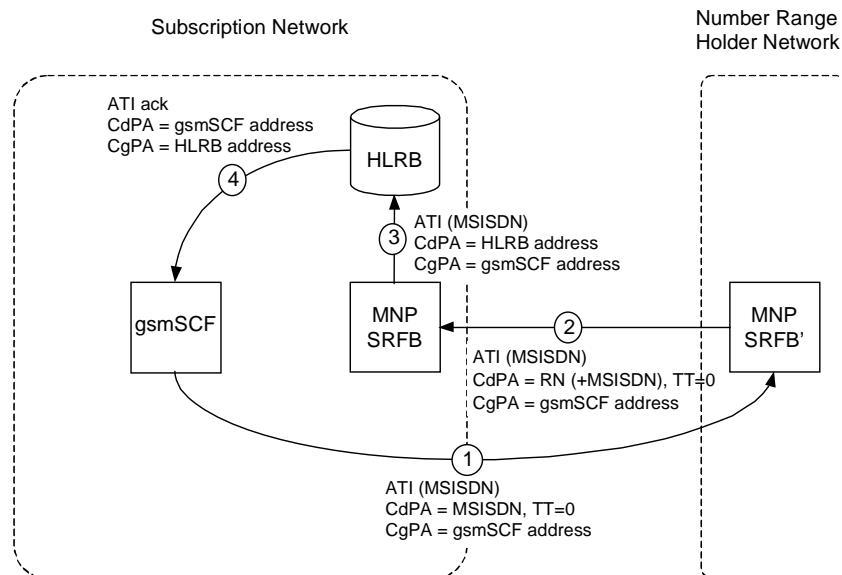 Subscription Network
Number Range
Holder Network
ATI ack
CdPA = gsmSCF address
CgPA = HLRB address
4
HLRB
3
ATI (MSISDN)
CdPA = HLRB address
CgPA = gsmSCF address
gsmSCF
MNP
SRFB
2
MNP
SRFB'
ATI (MSISDN)
CdPA = RN (+MSISDN), TT=0
CgPA = gsmSCF address
1
ATI (MSISDN)
CdPA = MSISDN, TT=0
CgPA = gsmSCF address